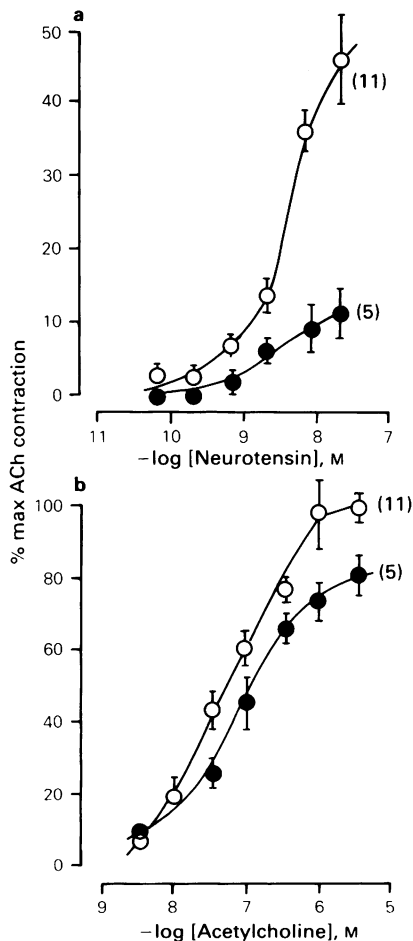 a
50
40
30
20
10
0
(11)
(5)
11 10 9 8 7
–log [Neurotensin], M
% max ACh contraction
b
100
80
60
40
20
0
(11)
(5)
9 8 7 6 5
–log [Acetylcholine], M